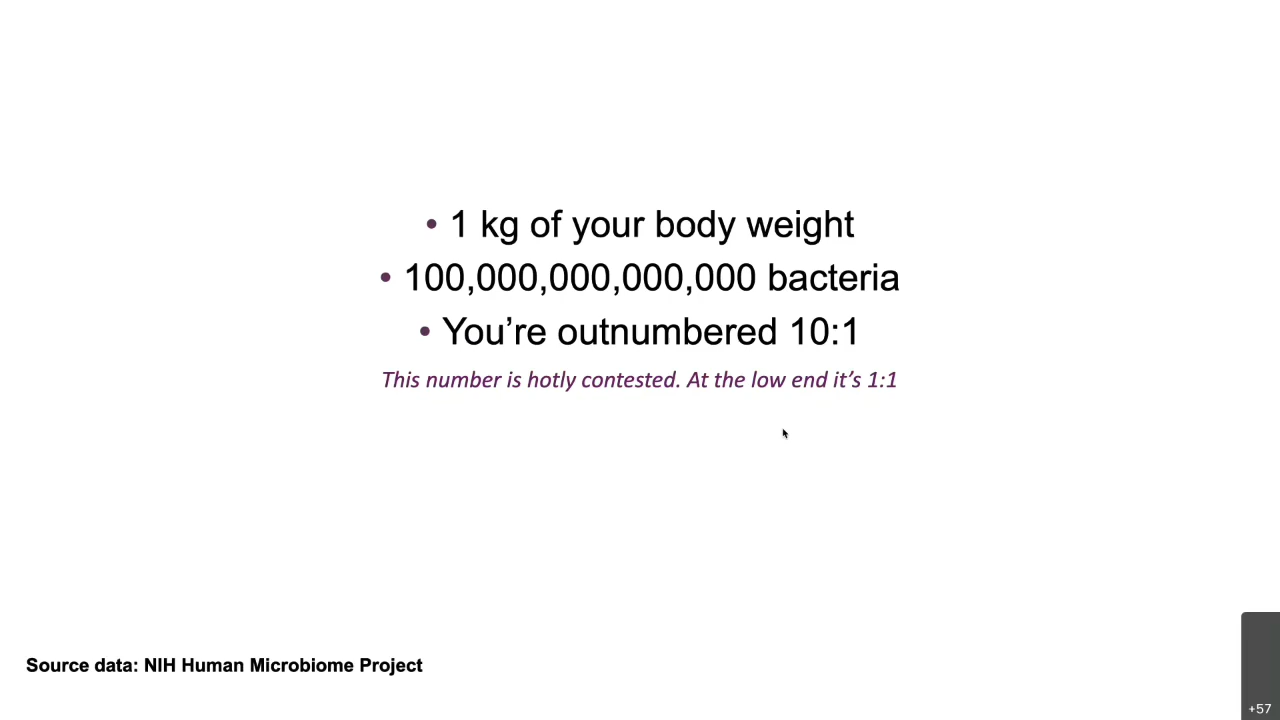 • 1 kg of your body weight
• 100,000,000,000,000 bacteria
• You’re outnumbered 10:1
This number is hotly contested. At the low end it’s 1:1
Source data: NIH Human Microbiome Project
+57